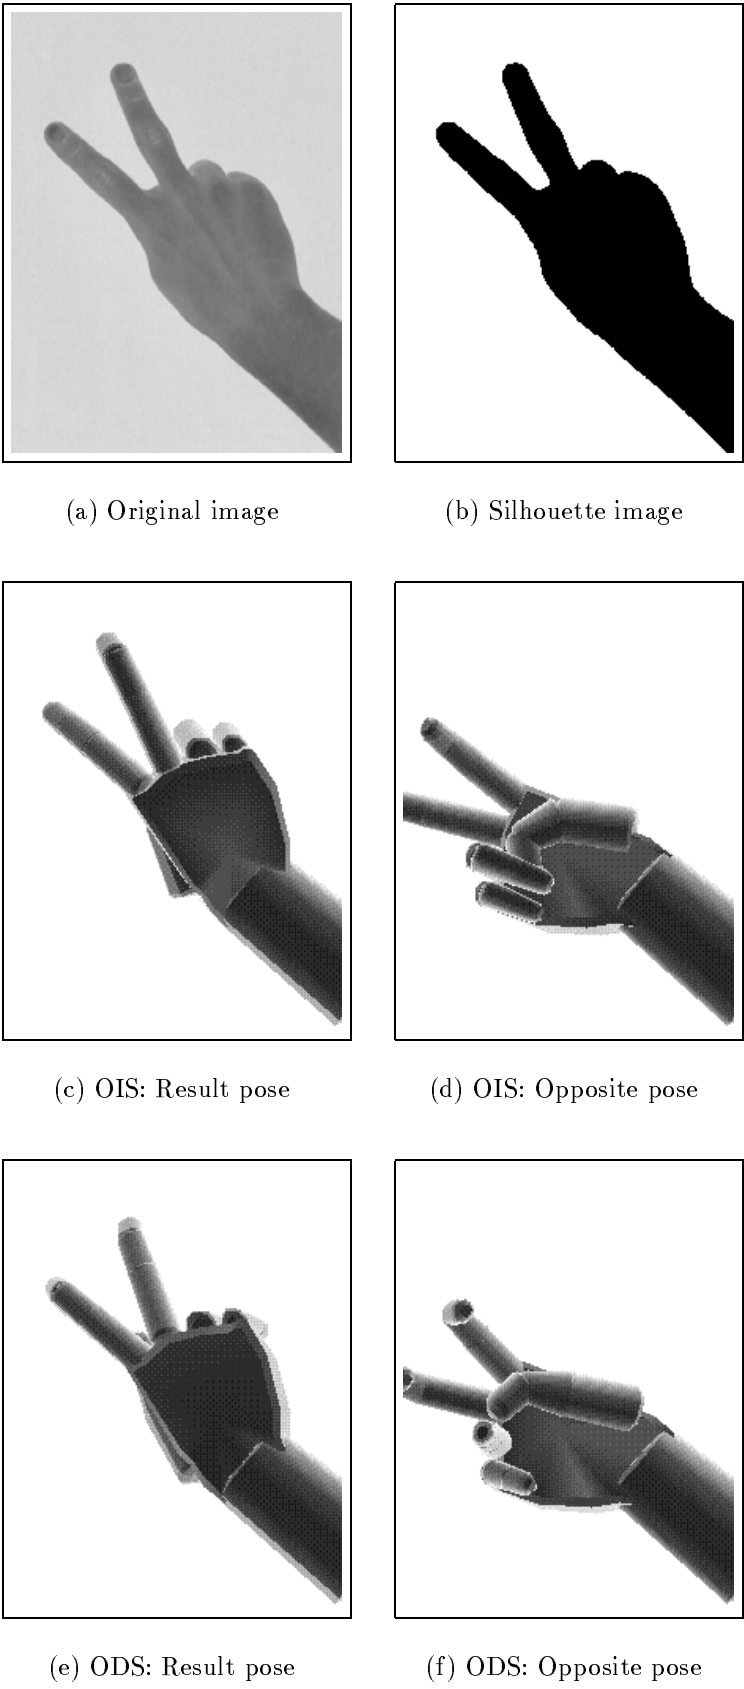 (a) Original image
(b) Silhouette image
(c) OIS: Result pose
(d) OIS: Opposite pose
(e) ODS: Result pose
(f) ODS: Opposite pose